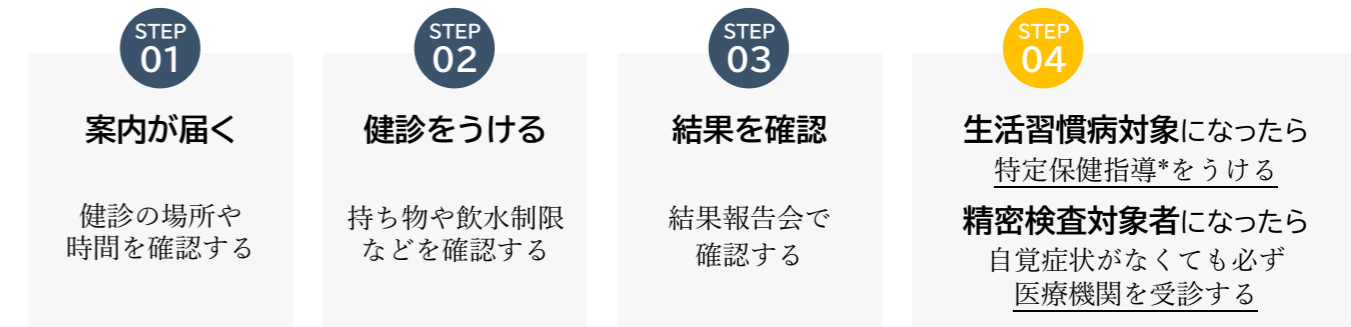 STEP
01
案内が届く
健診の場所や
時間を確認する
STEP
02
健診をうける
持ち物や飲水制限
などを確認する
STEP
03
結果を確認
結果報告会で
確認する
STEP
04
生活習慣病対象になったら
特定保健指導*をうける
精密検査対象者になったら
自覚症状がなくても必ず
医療機関を受診する